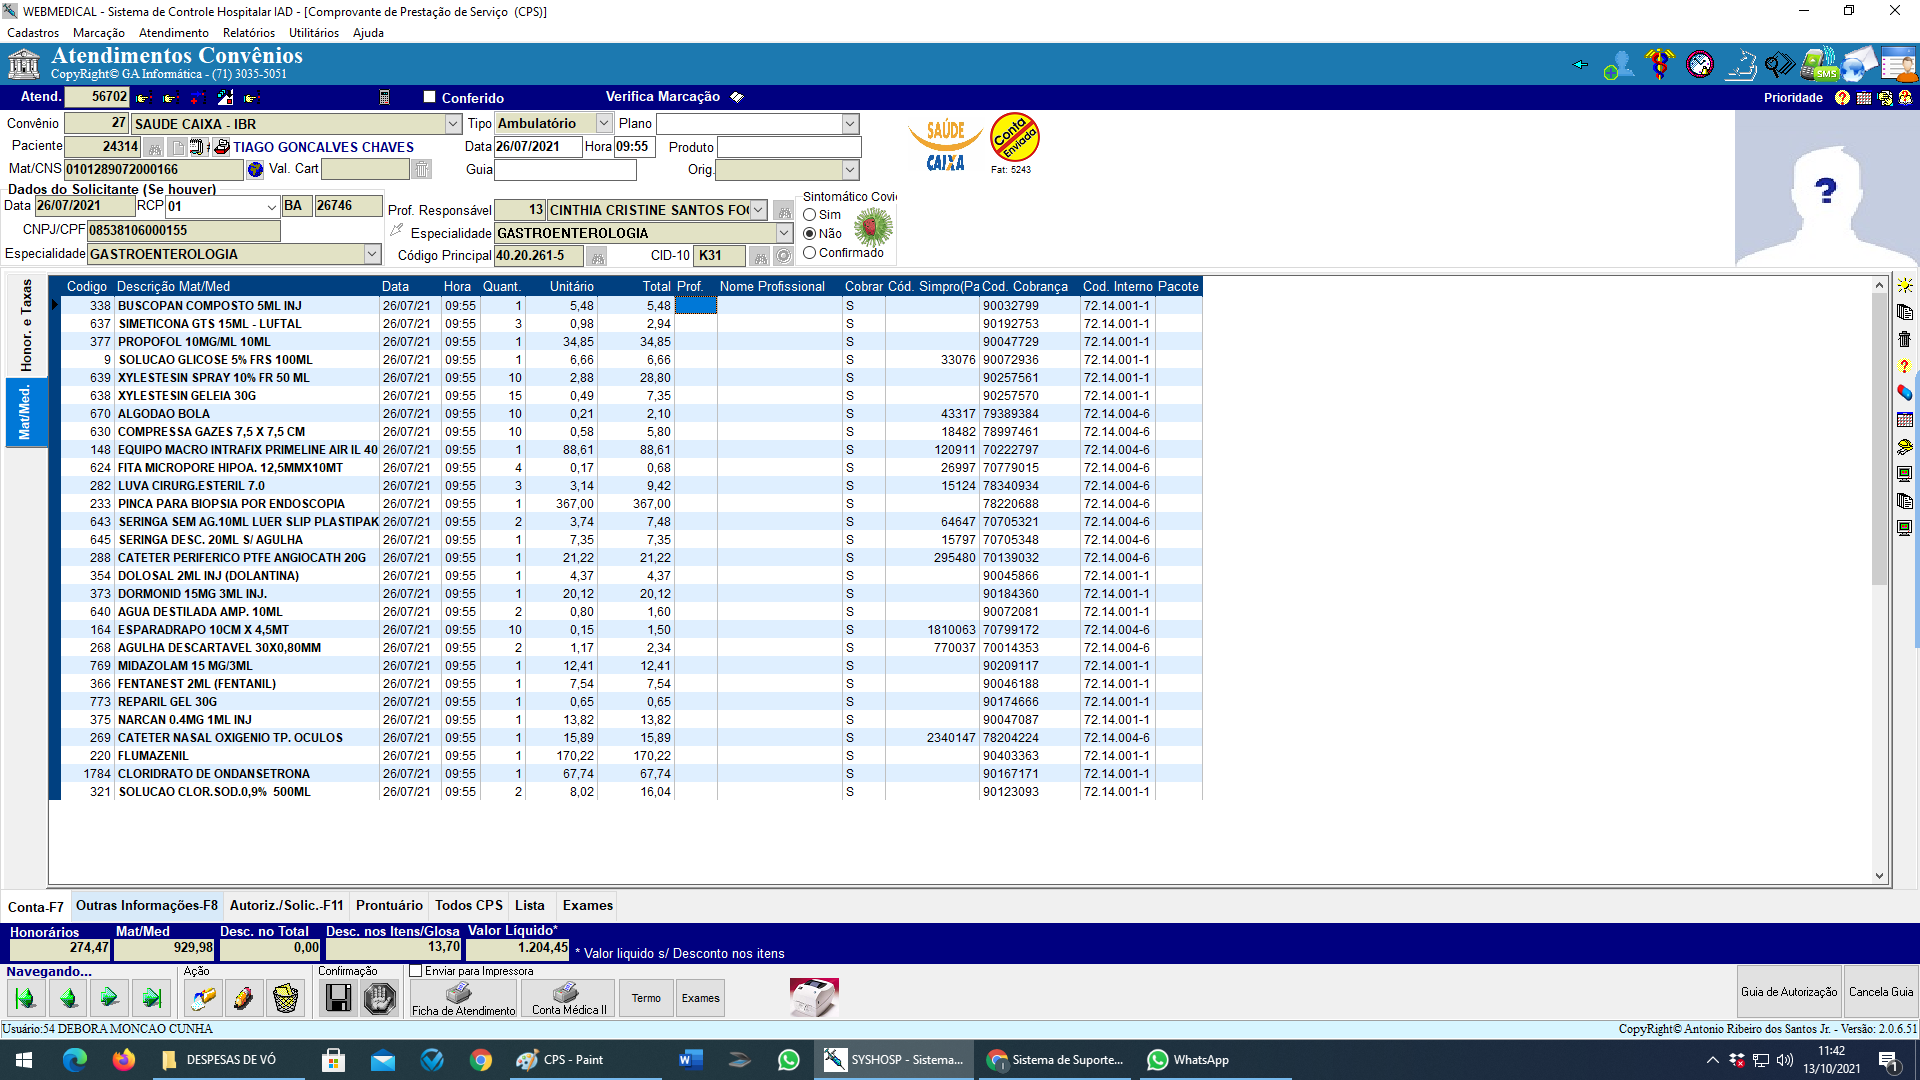 WEBMEDICAL - Sistema de Controle Hospitalar IAD - [Comprovante de Prestação de Serviço  (CPS)]
Cadastros Marcação Atendimento Relatórios Utilitários Ajuda
Atendimentos Convênios
CopyRight© GA Informática - (71) 3035-5051
SMS
Atend. 56702 Conferido Verifica Marcação Prioridade
Convênio 27 SAUDE CAIXA - IBR Tipo Ambulatório Plano
Paciente 24314 TIAGO GONCALVES CHAVES Data 26/07/2021 Hora 09:55 Produto
Mat/CNS 0101289072000166 Val. Cart Guia Orig.
SAÚDE CAIXA
Conta Enviada
Fat: 5243
Dados do Solicitante (Se houver)
Data 26/07/2021 RCP 01 BA 26746
CNPJ/CPF 08538106000155
Especialidade GASTROENTEROLOGIA
Prof. Responsável 13 CINTHIA CRISTINE SANTOS FO
Especialidade GASTROENTEROLOGIA
Código Principal 40.20.261-5 CID-10 K31
Sintomático Covi
Sim
Não
Confirmado
Honor. e Taxas
Mat/Med.
Codigo Descrição Mat/Med Data Hora Quant. Unitário Total Prof. Nome Profissional Cobrar Cód. Simpro(Pa Cod. Cobrança Cod. Interno Pacote
338 BUSCOPAN COMPOSTO 5ML INJ 26/07/21 09:55 1 5,48 5,48 S 90032799 72.14.001-1
637 SIMETICONA GTS 15ML - LUFTAL 26/07/21 09:55 3 0,98 2,94 S 90192753 72.14.001-1
377 PROPOFOL 10MG/ML 10ML 26/07/21 09:55 1 34,85 34,85 S 90047729 72.14.001-1
9 SOLUCAO GLICOSE 5% FRS 100ML 26/07/21 09:55 1 6,66 6,66 S 33076 90072936 72.14.001-1
639 XYLESTESIN SPRAY 10% FR 50 ML 26/07/21 09:55 10 2,88 28,80 S 90257561 72.14.001-1
638 XYLESTESIN GELEIA 30G 26/07/21 09:55 15 0,49 7,35 S 90257570 72.14.001-1
670 ALGODAO BOLA 26/07/21 09:55 10 0,21 2,10 S 43317 79389384 72.14.004-6
630 COMPRESSA GAZES 7,5 X 7,5 CM 26/07/21 09:55 10 0,58 5,80 S 18482 78997461 72.14.004-6
148 EQUIPO MACRO INTRAFIX PRIMELINE AIR IL 40 26/07/21 09:55 1 88,61 88,61 S 120911 70222797 72.14.004-6
624 FITA MICROPORE HIPOA. 12,5MMX10MT 26/07/21 09:55 4 0,17 0,68 S 26997 70779015 72.14.004-6
282 LUVA CIRURG.ESTERIL 7.0 26/07/21 09:55 3 3,14 9,42 S 15124 78340934 72.14.004-6
233 PINCA PARA BIOPSIA POR ENDOSCOPIA 26/07/21 09:55 1 367,00 367,00 S 78220688 72.14.004-6
643 SERINGA SEM AG.10ML LUER SLIP PLASTIPAK 26/07/21 09:55 2 3,74 7,48 S 64647 70705321 72.14.004-6
645 SERINGA DESC. 20ML S/ AGULHA 26/07/21 09:55 1 7,35 7,35 S 15797 70705348 72.14.004-6
288 CATETER PERIFERICO PTFE ANGIOCATH 20G 26/07/21 09:55 1 21,22 21,22 S 295480 70139032 72.14.004-6
354 DOLOSAL 2ML INJ (DOLANTINA) 26/07/21 09:55 1 4,37 4,37 S 90045866 72.14.001-1
373 DORMONID 15MG 3ML INJ. 26/07/21 09:55 1 20,12 20,12 S 90184360 72.14.001-1
640 AGUA DESTILADA AMP. 10ML 26/07/21 09:55 2 0,80 1,60 S 90072081 72.14.001-1
164 ESPARADRAPO 10CM X 4,5MT 26/07/21 09:55 10 0,15 1,50 S 1810063 70799172 72.14.004-6
268 AGULHA DESCARTAVEL 30X0,80MM 26/07/21 09:55 2 1,17 2,34 S 770037 70014353 72.14.004-6
769 MIDAZOLAM 15 MG/3ML 26/07/21 09:55 1 12,41 12,41 S 90209117 72.14.001-1
366 FENTANEST 2ML (FENTANIL) 26/07/21 09:55 1 7,54 7,54 S 90046188 72.14.001-1
773 REPARIL GEL 30G 26/07/21 09:55 1 0,65 0,65 S 90174666 72.14.001-1
375 NARCAN 0.4MG 1ML INJ 26/07/21 09:55 1 13,82 13,82 S 90047087 72.14.001-1
269 CATETER NASAL OXIGENIO TP. OCULOS 26/07/21 09:55 1 15,89 15,89 S 2340147 78204224 72.14.004-6
220 FLUMAZENIL 26/07/21 09:55 1 170,22 170,22 S 90403363 72.14.001-1
1784 CLORIDRATO DE ONDANSETRONA 26/07/21 09:55 1 67,74 67,74 S 90167171 72.14.001-1
321 SOLUCAO CLOR.SOD.0,9%  500ML 26/07/21 09:55 2 8,02 16,04 S 90123093 72.14.001-1
Conta-F7 Outras Informações-F8 Autoriz./Solic.-F11 Prontuário Todos CPS Lista Exames
Honorários Mat/Med Desc. no Total Desc. nos Itens/Glosa Valor Líquido*
274,47 929,98 0,00 13,70 1.204,45 * Valor liquido s/ Desconto nos itens
Navegando... Ação Confirmação Enviar para Impressora
Ficha de Atendimento Conta Médica II Termo Exames Guia de Autorização Cancela Guia
Usuário:54 DEBORA MONCAO CUNHA CopyRight© Antonio Ribeiro dos Santos Jr. - Versão: 2.0.6.51
DESPESAS DE VÓ CPS - Paint SYSHOSP - Sistema... Sistema de Suporte... WhatsApp
11:42
13/10/2021
1